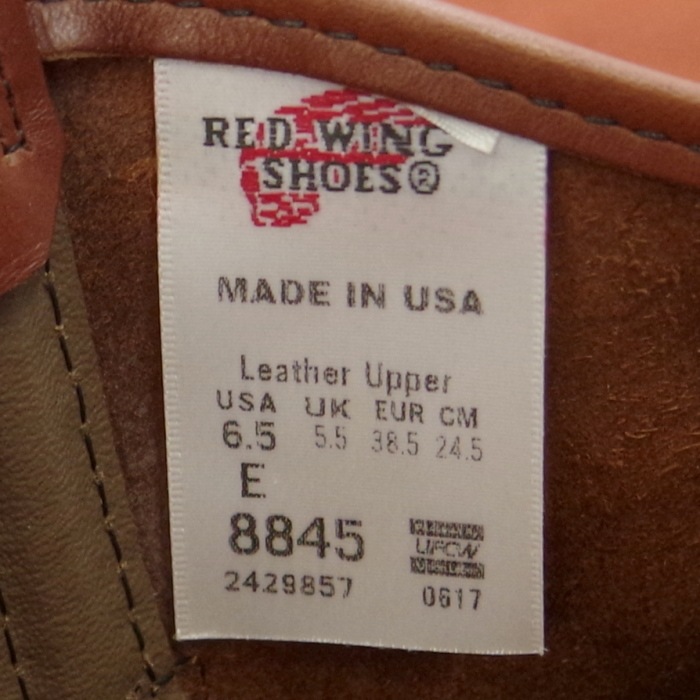 RED WING
SHOES®
MADE IN USA
Leather Upper
USA UK EUR CM
6.5 5.5 38.5 24.5
E
8845 UFCW
2429857 0617